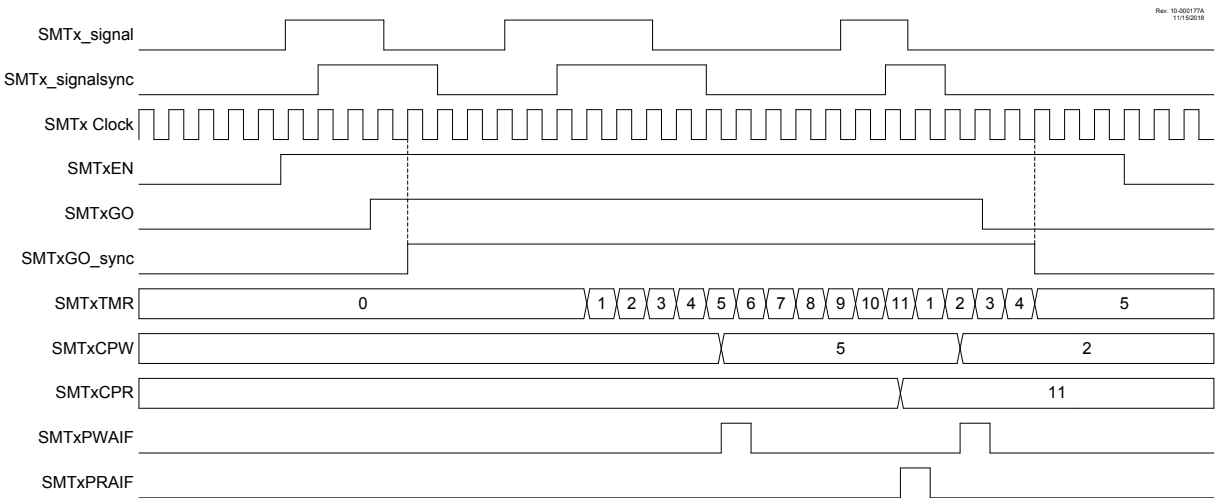 Rev. 10-000177A
11/15/2018
SMTx_signal
SMTx_signalsync
SMTx Clock
SMTxEN
SMTxGO
SMTxGO_sync
SMTxTMR 0 1 2 3 4 5 6 7 8 9 10 11 1 2 3 4 5
SMTxCPW 5 2
SMTxCPR 11
SMTxPWAIF
SMTxPRAIF